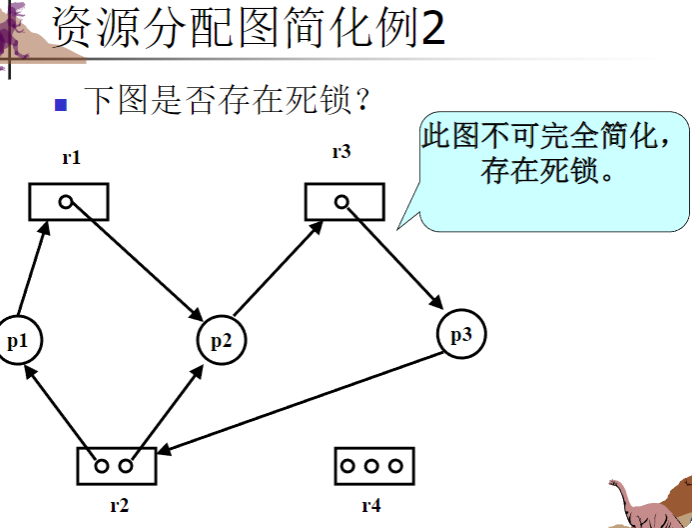 资源分配图简化例2
下图是否存在死锁？
此图不可完全简化，
存在死锁。
r1
r3
p1
p2
p3
r2
r4